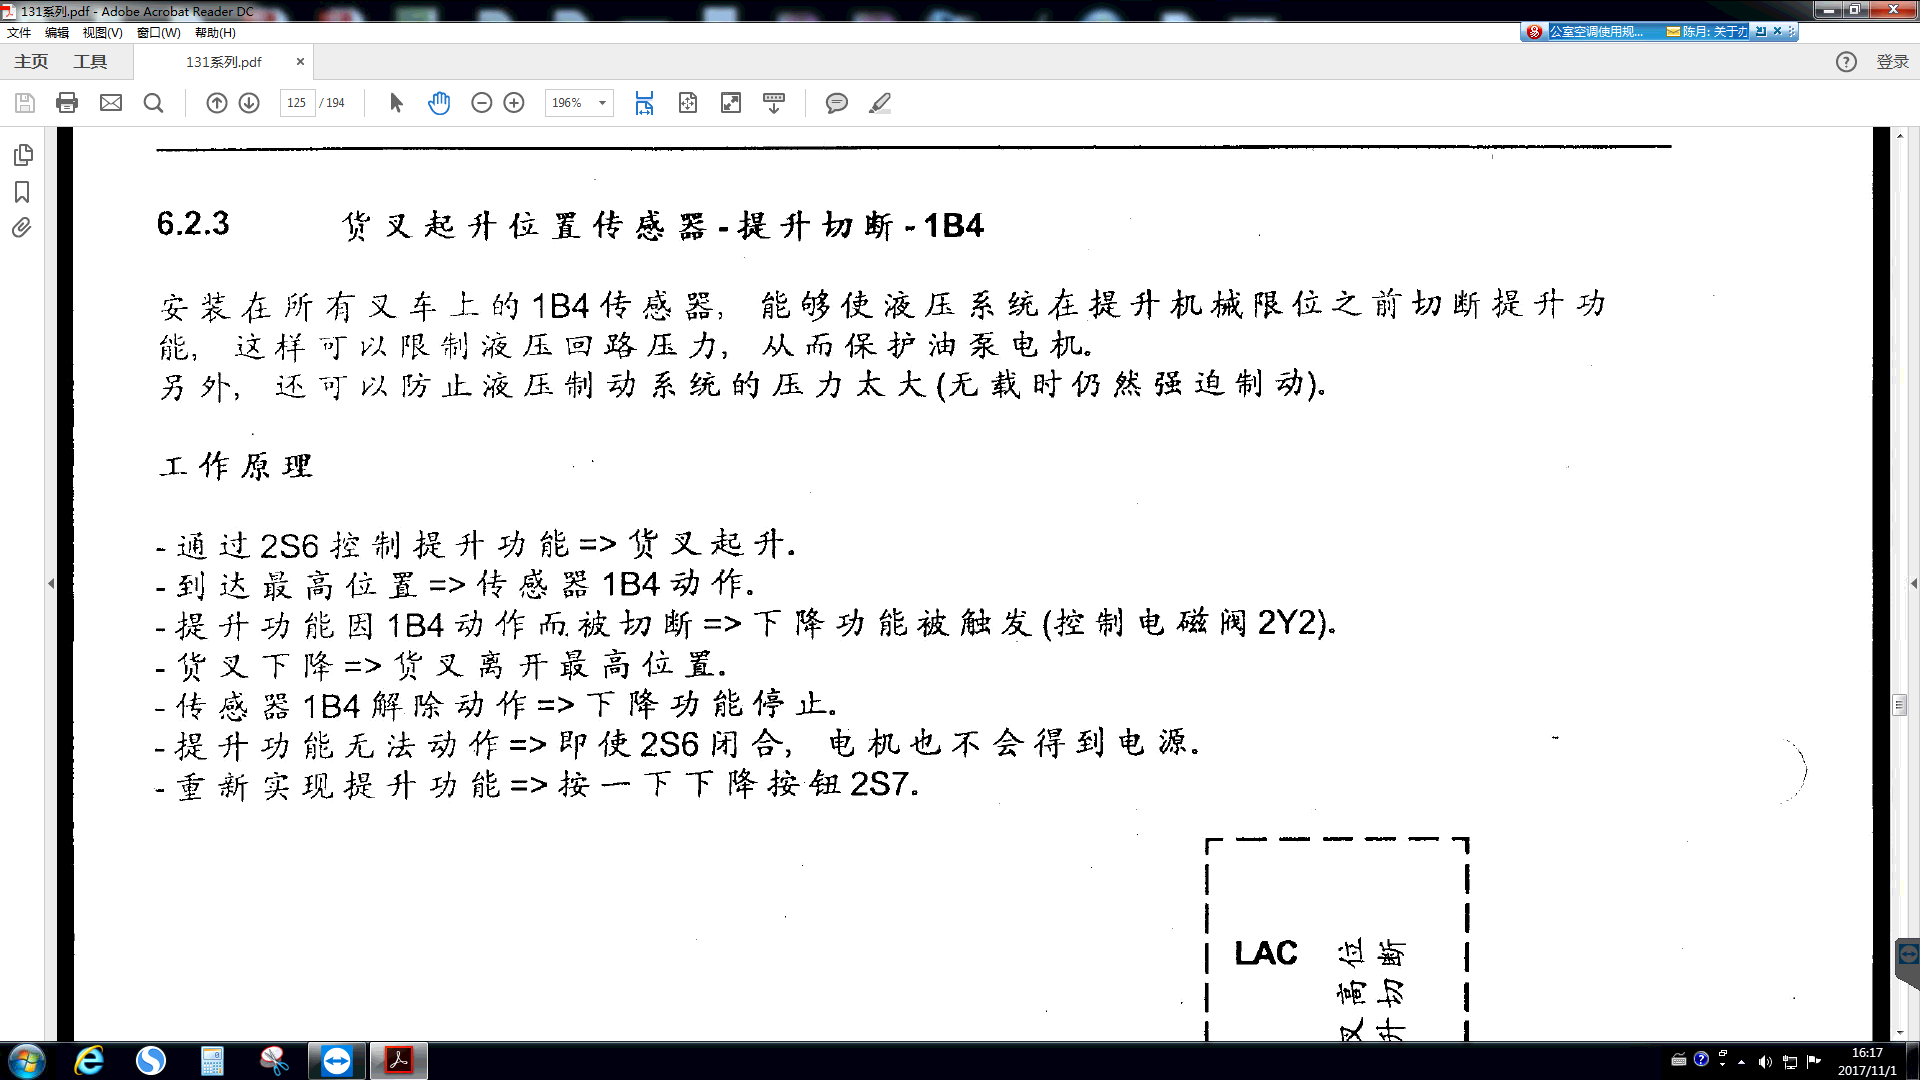 131系列.pdf - Adobe Acrobat Reader DC
文件 编辑 视图(V) 窗口(W) 帮助(H)
公室空调使用规... 陈月: 关于办
主页 工具 131系列.pdf × 登录
125 / 194 196%
6.2.3 货叉起升位置传感器-提升切断-1B4
安装在所有叉车上的1B4传感器, 能够使液压系统在提升机械限位之前切断提升功
能, 这样可以限制液压回路压力, 从而保护油泵电机。
另外, 还可以防止液压制动系统的压力太大(无载时仍然强迫制动)。
工作原理
- 通过2S6控制提升功能=>货叉起升.
- 到达最高位置=>传感器1B4动作.
- 提升功能因1B4动作而被切断=>下降功能被触发(控制电磁阀2Y2)。
- 货叉下降=>货叉离开最高位置。
- 传感器1B4解除动作=>下降功能停止。
- 提升功能无法动作=>即使2S6闭合, 电机也不会得到电源。
- 重新实现提升功能=>按一下下降按钮2S7。
LAC
叉高位
升切断
16:17
2017/11/1